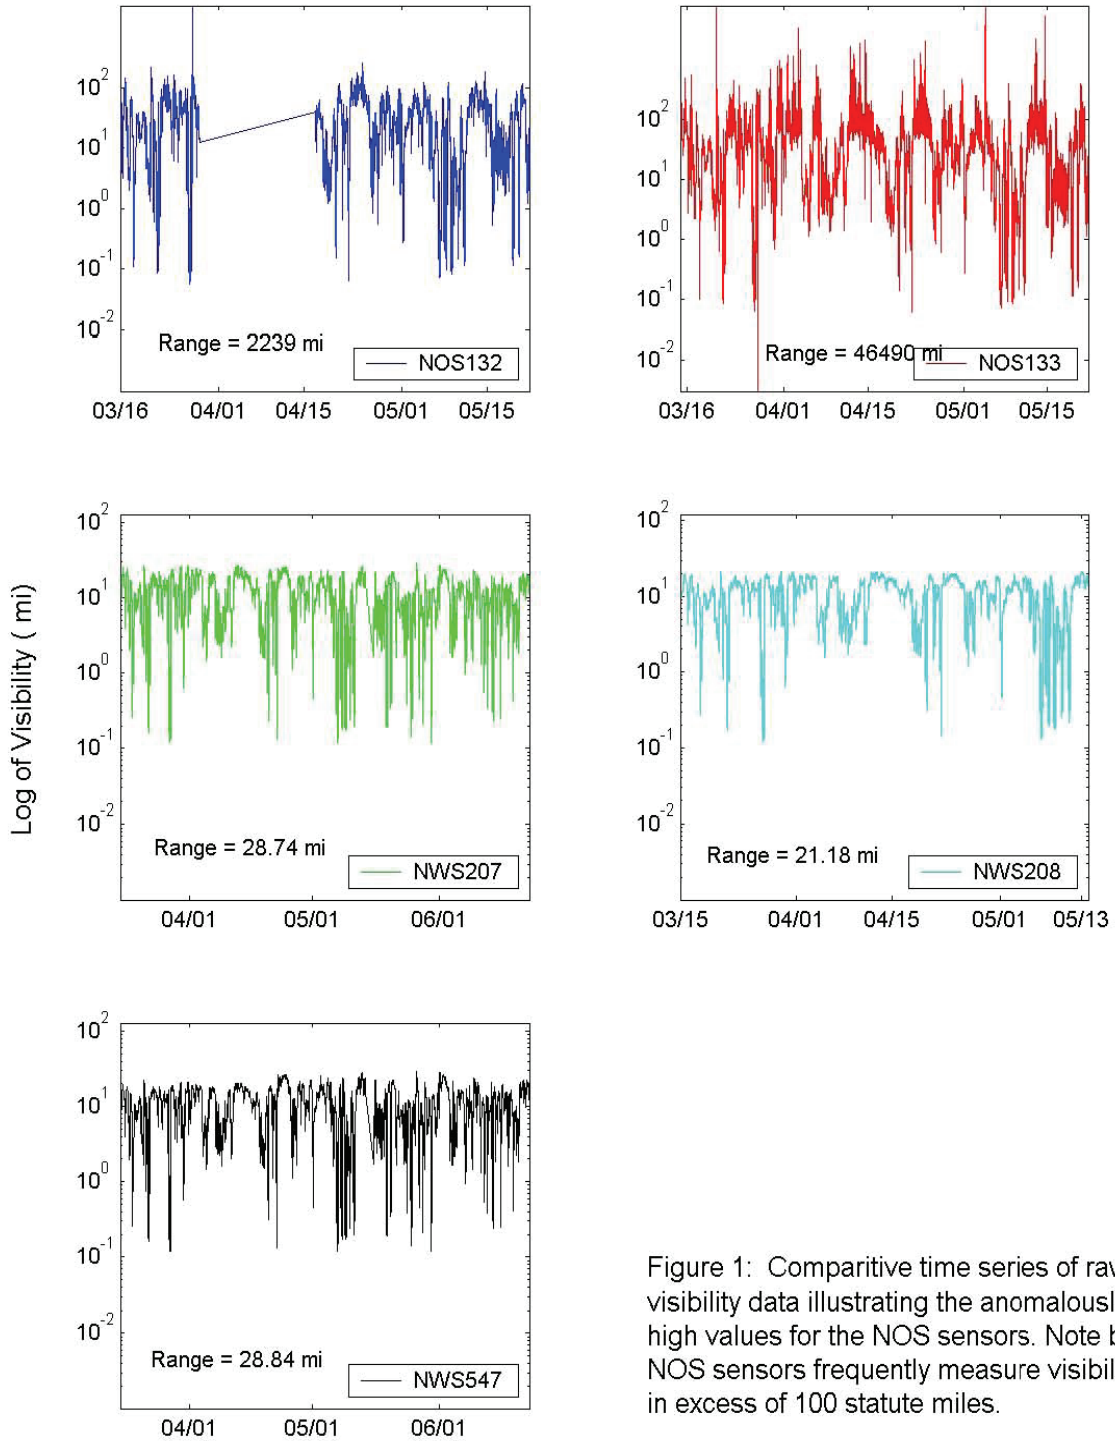 10^2
10^1
10^0
10^-1
10^-2
Range = 2239 mi
NOS132
03/16 04/01 04/15 05/01 05/15
10^2
10^1
10^0
10^-1
10^-2
Range = 46490 mi
NOS133
03/16 04/01 04/15 05/01 05/15
Log of Visibility ( mi)
10^2
10^1
10^0
10^-1
10^-2
Range = 28.74 mi
NWS207
04/01 05/01 06/01
10^2
10^1
10^0
10^-1
10^-2
Range = 21.18 mi
NWS208
03/15 04/01 04/15 05/01 05/13
10^2
10^1
10^0
10^-1
10^-2
Range = 28.84 mi
NWS547
04/01 05/01 06/01
Figure 1: Comparitive time series of
visibility data illustrating the
high values for the NOS sensors. Note
NOS sensors frequently measure
in excess of 100 statute miles.